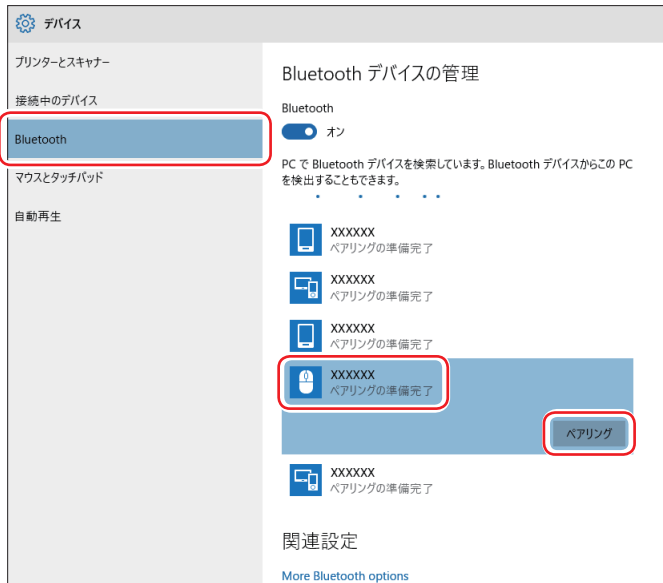 デバイス
プリンターとスキャナー
接続中のデバイス
Bluetooth
マウスとタッチパッド
自動再生
Bluetooth デバイスの管理
Bluetooth
オン
PC で Bluetooth デバイスを検索しています。Bluetooth デバイスからこの PC
を検出することもできます。
XXXXXX
ペアリングの準備完了
XXXXXX
ペアリングの準備完了
XXXXXX
ペアリングの準備完了
XXXXXX
ペアリングの準備完了
ペアリング
XXXXXX
ペアリングの準備完了
関連設定
More Bluetooth options